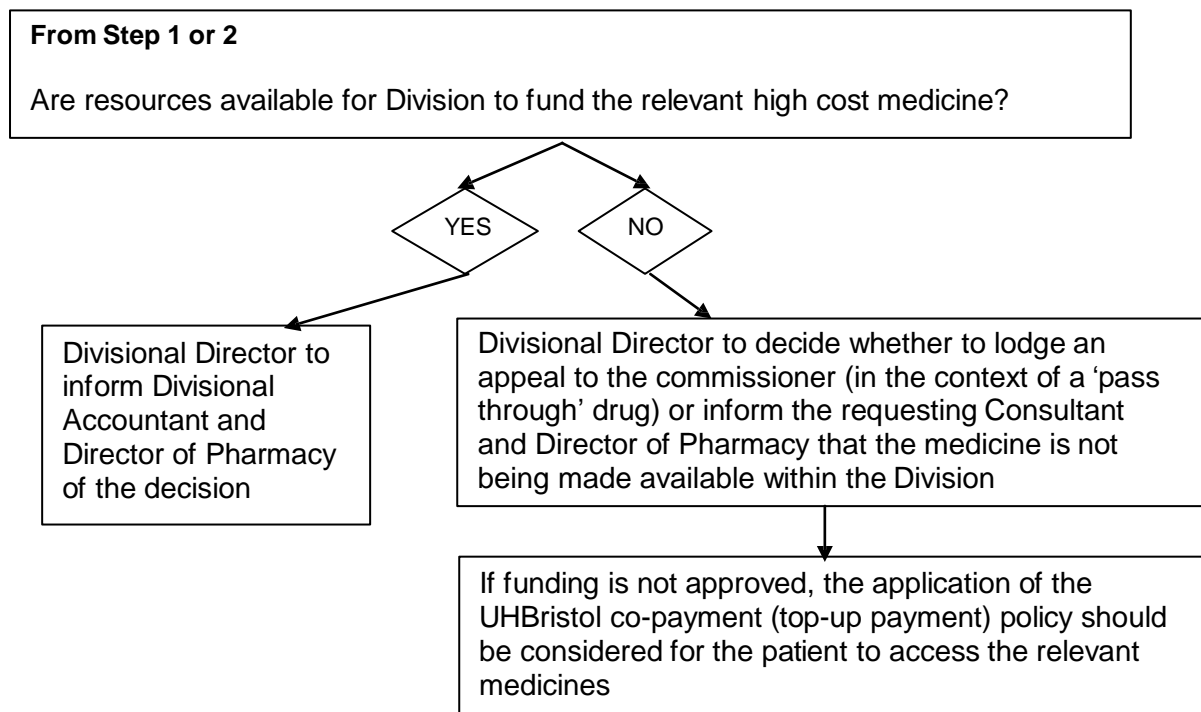 From Step 1 or 2
Are resources available for Division to fund the relevant high cost medicine?
YES
NO
Divisional Director to
inform Divisional
Accountant and
Director of Pharmacy
of the decision
Divisional Director to decide whether to lodge an
appeal to the commissioner (in the context of a ‘pass
through’ drug) or inform the requesting Consultant
and Director of Pharmacy that the medicine is not
being made available within the Division
If funding is not approved, the application of the
UHBristol co-payment (top-up payment) policy should
be considered for the patient to access the relevant
medicines